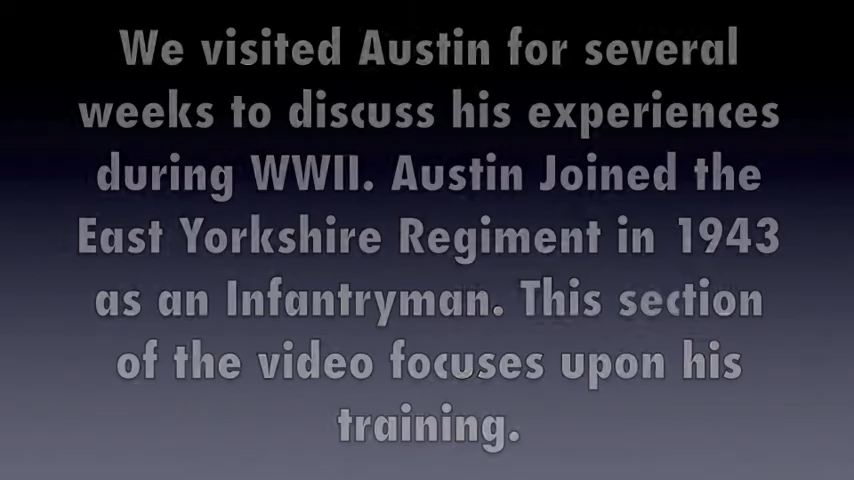 We visited Austin for several
weeks to discuss his experiences
during WWII. Austin Joined the
East Yorkshire Regiment in 1943
as an Infantryman. This section
of the video focuses upon his
training.